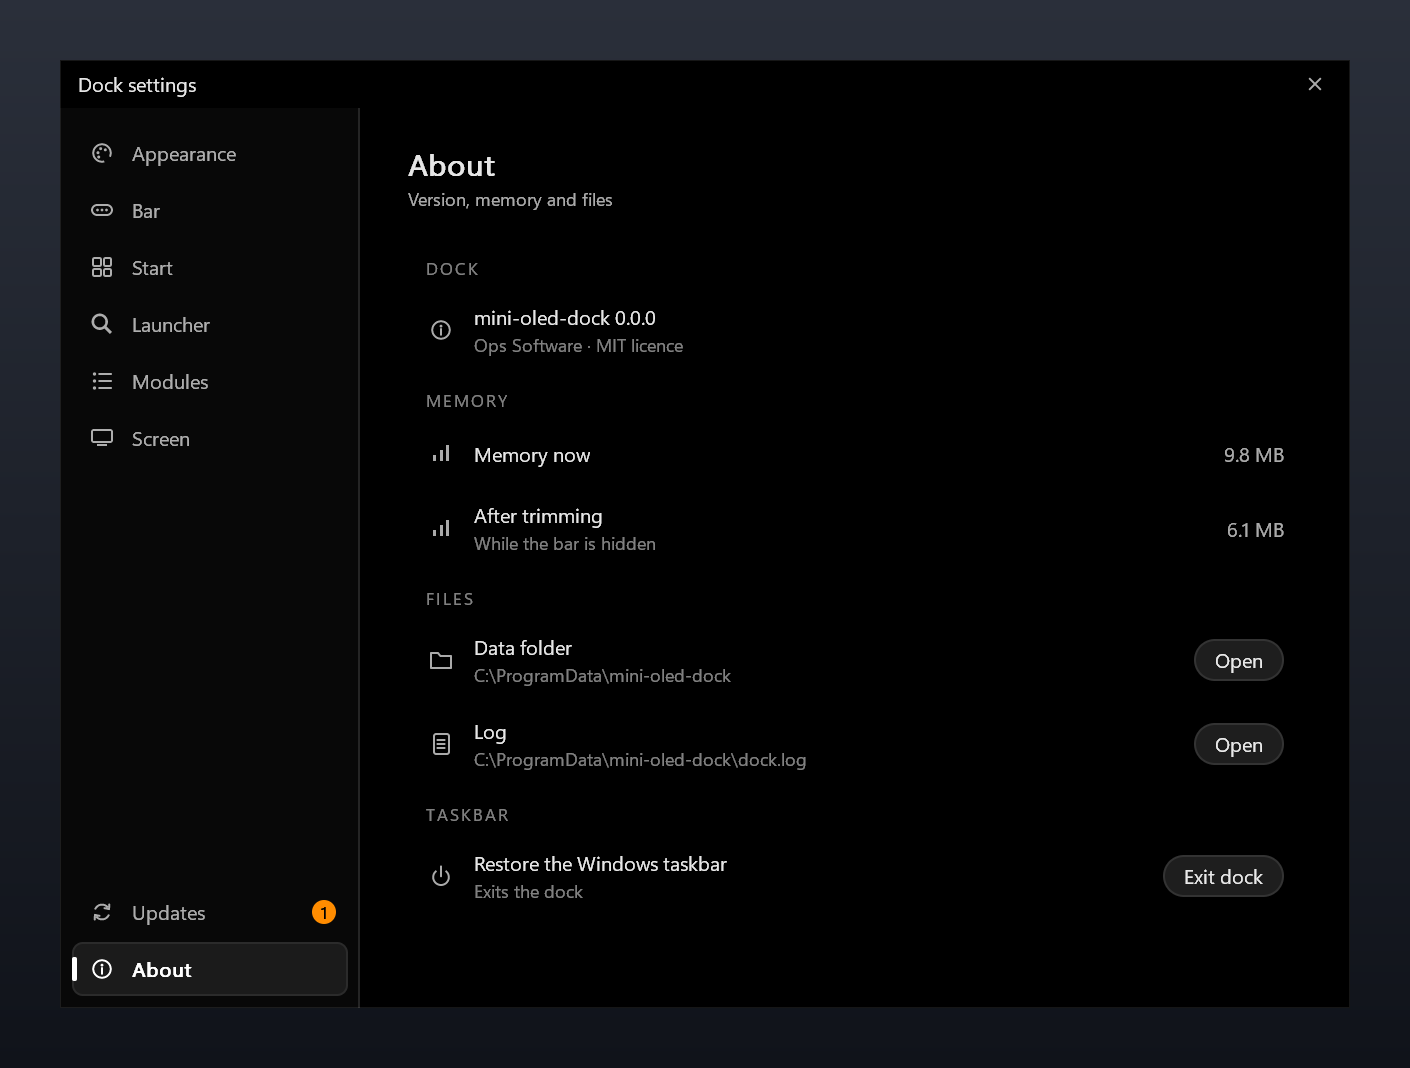 Dock settings
Appearance
Bar
Start
Launcher
Modules
Screen
Updates
1
About
About
Version, memory and files
DOCK
mini-oled-dock 0.0.0
Ops Software · MIT licence
MEMORY
Memory now
9.8 MB
After trimming
While the bar is hidden
6.1 MB
FILES
Data folder
C:\ProgramData\mini-oled-dock
Open
Log
C:\ProgramData\mini-oled-dock\dock.log
Open
TASKBAR
Restore the Windows taskbar
Exits the dock
Exit dock